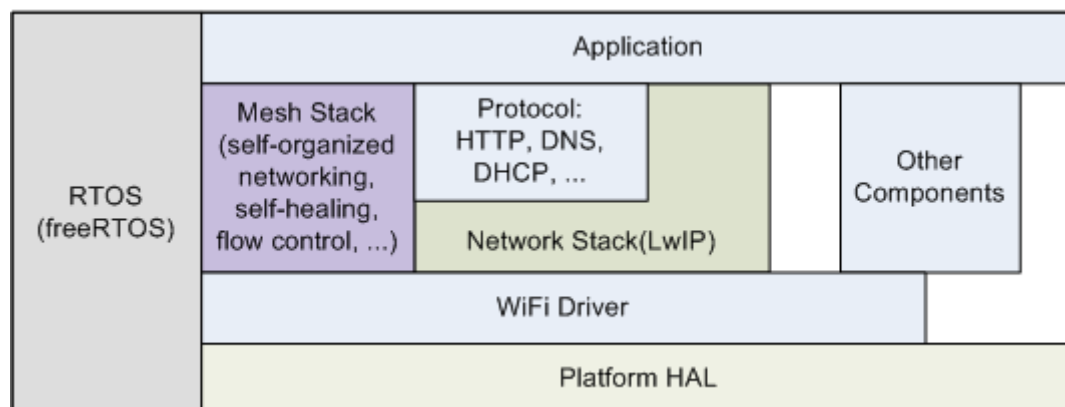 Application
Mesh Stack
(self-organized
networking,
self-healing,
flow control, ...)
Protocol:
HTTP, DNS,
DHCP, ...
Other
Components
RTOS
(freeRTOS)
Network Stack(LwIP)
WiFi Driver
Platform HAL